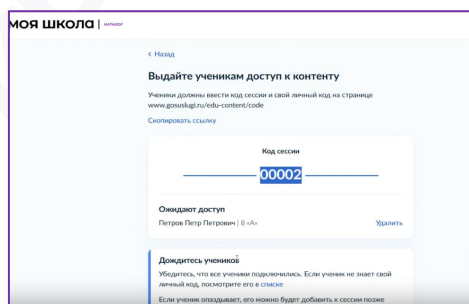 МОЯ ШКОЛА | КАТАЛОГ
< Назад
Выдайте ученикам доступ к контенту
Ученики должны ввести код сессии и свой личный код на странице
www.gosuslugi.ru/edu-content/code
Скопировать ссылку
Код сессии
00002
Ожидают доступ
Петров Петр Петрович | 8 «А» Удалить
Дождитесь учеников
Убедитесь, что все ученики подключились. Если ученик не знает свой
личный код, посмотрите его в списке
Если ученик опаздывает, его можно будет добавить к сессии позже